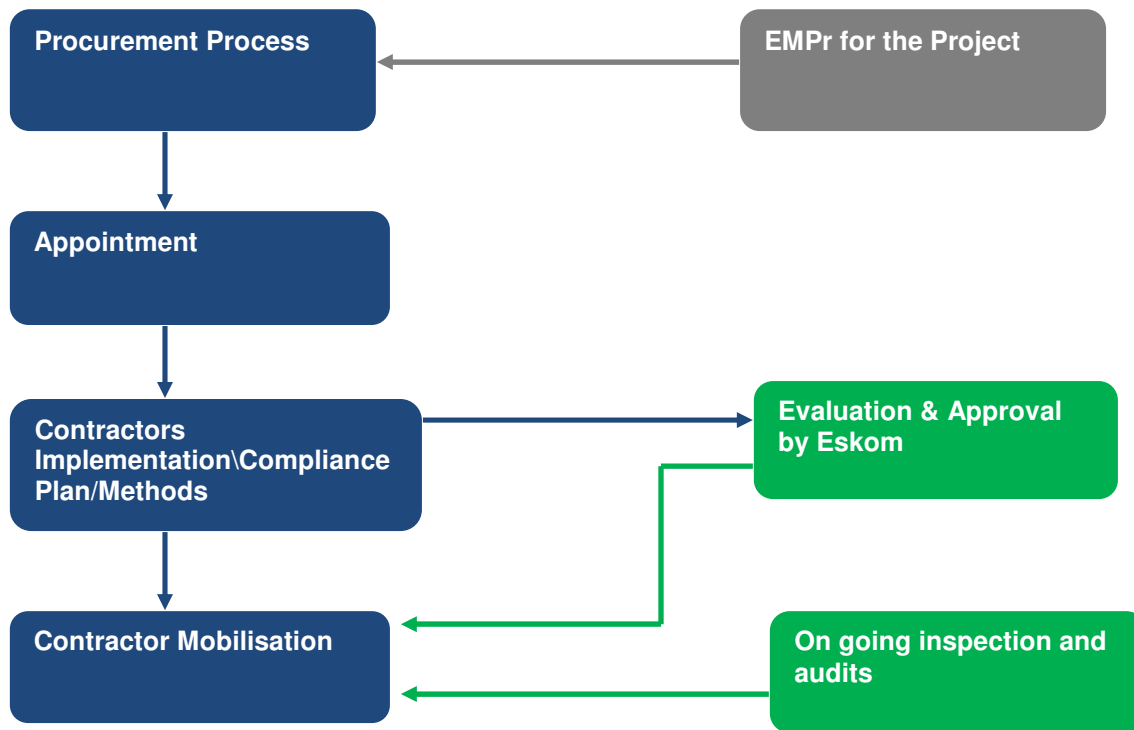 Procurement Process
EMPr for the Project
Appointment
Contractors
Implementation\Compliance
Plan/Methods
Evaluation & Approval
by Eskom
Contractor Mobilisation
On going inspection and
audits